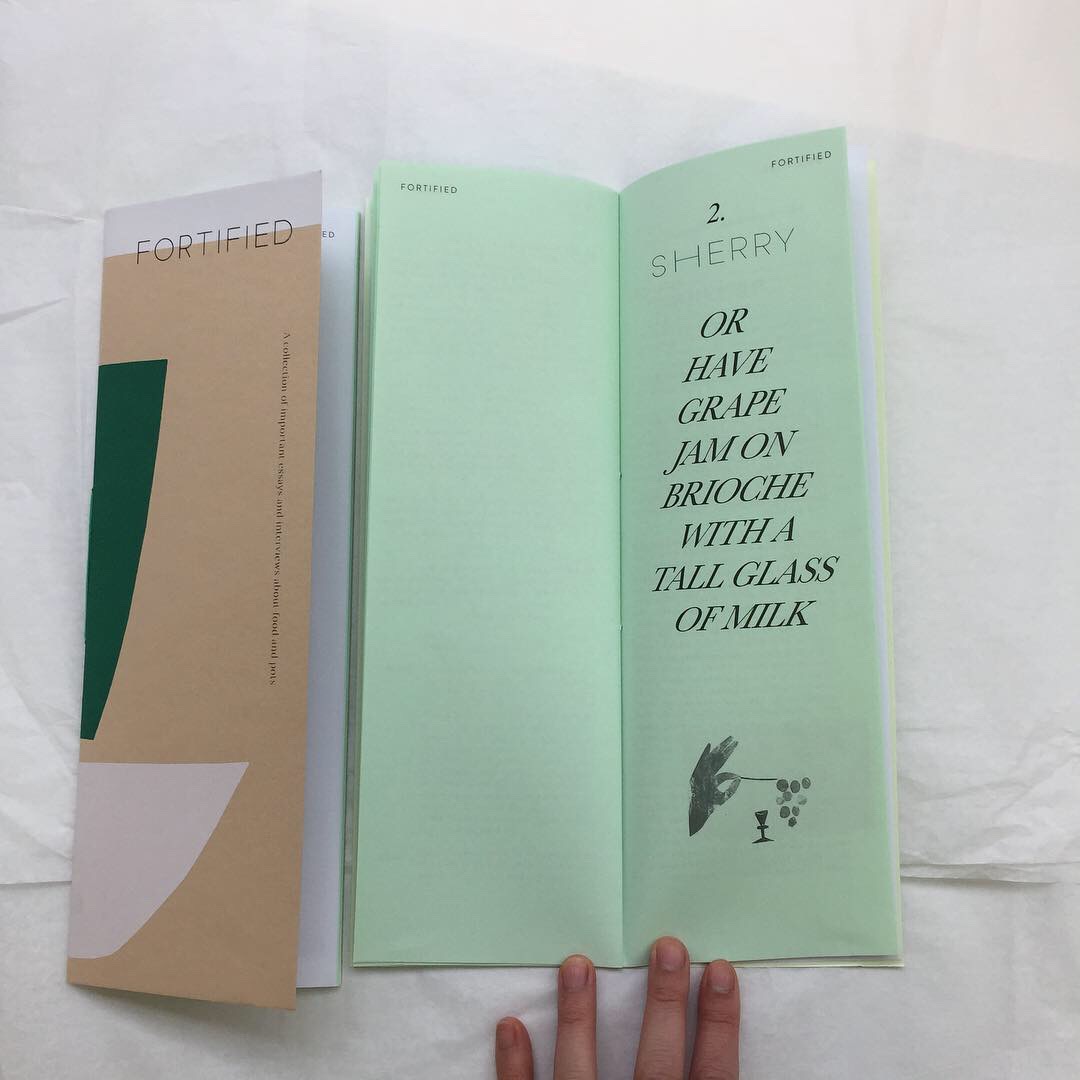 FORTIFIED
ED
A collection of important essays and interviews about food and pots
FORTIFIED
FORTIFIED
2.
SHERRY
OR
HAVE
GRAPE
JAM ON
BRIOCHE
WITH A
TALL GLASS
OF MILK